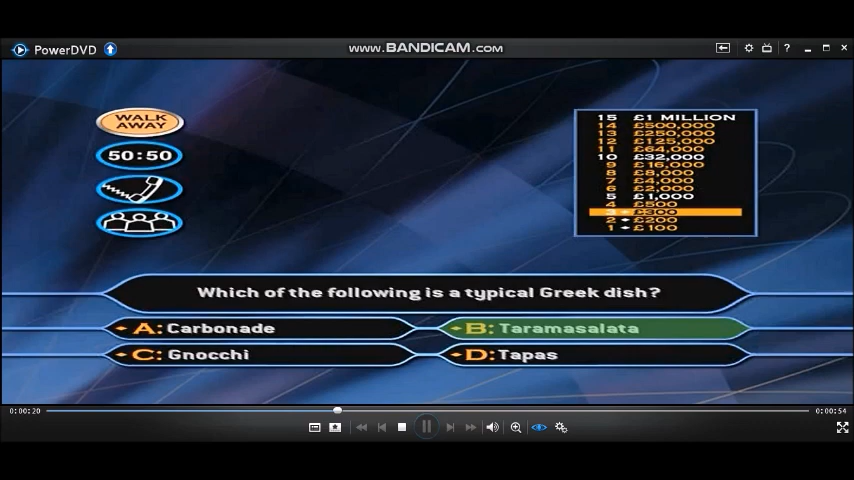 PowerDVD
www.BANDICAM.com
?
WALK
AWAY
50:50
15 £1 MILLION
14 £500,000
13 £250,000
12 £125,000
11 £64,000
10 £32,000
9 £16,000
8 £8,000
7 £4,000
6 £2,000
5 £1,000
4 £500
3 £300
2 £200
1 £100
Which of the following is a typical Greek dish?
A: Carbonade
B: Taramasalata
C: Gnocchi
D: Tapas
0:00:20
0:00:54